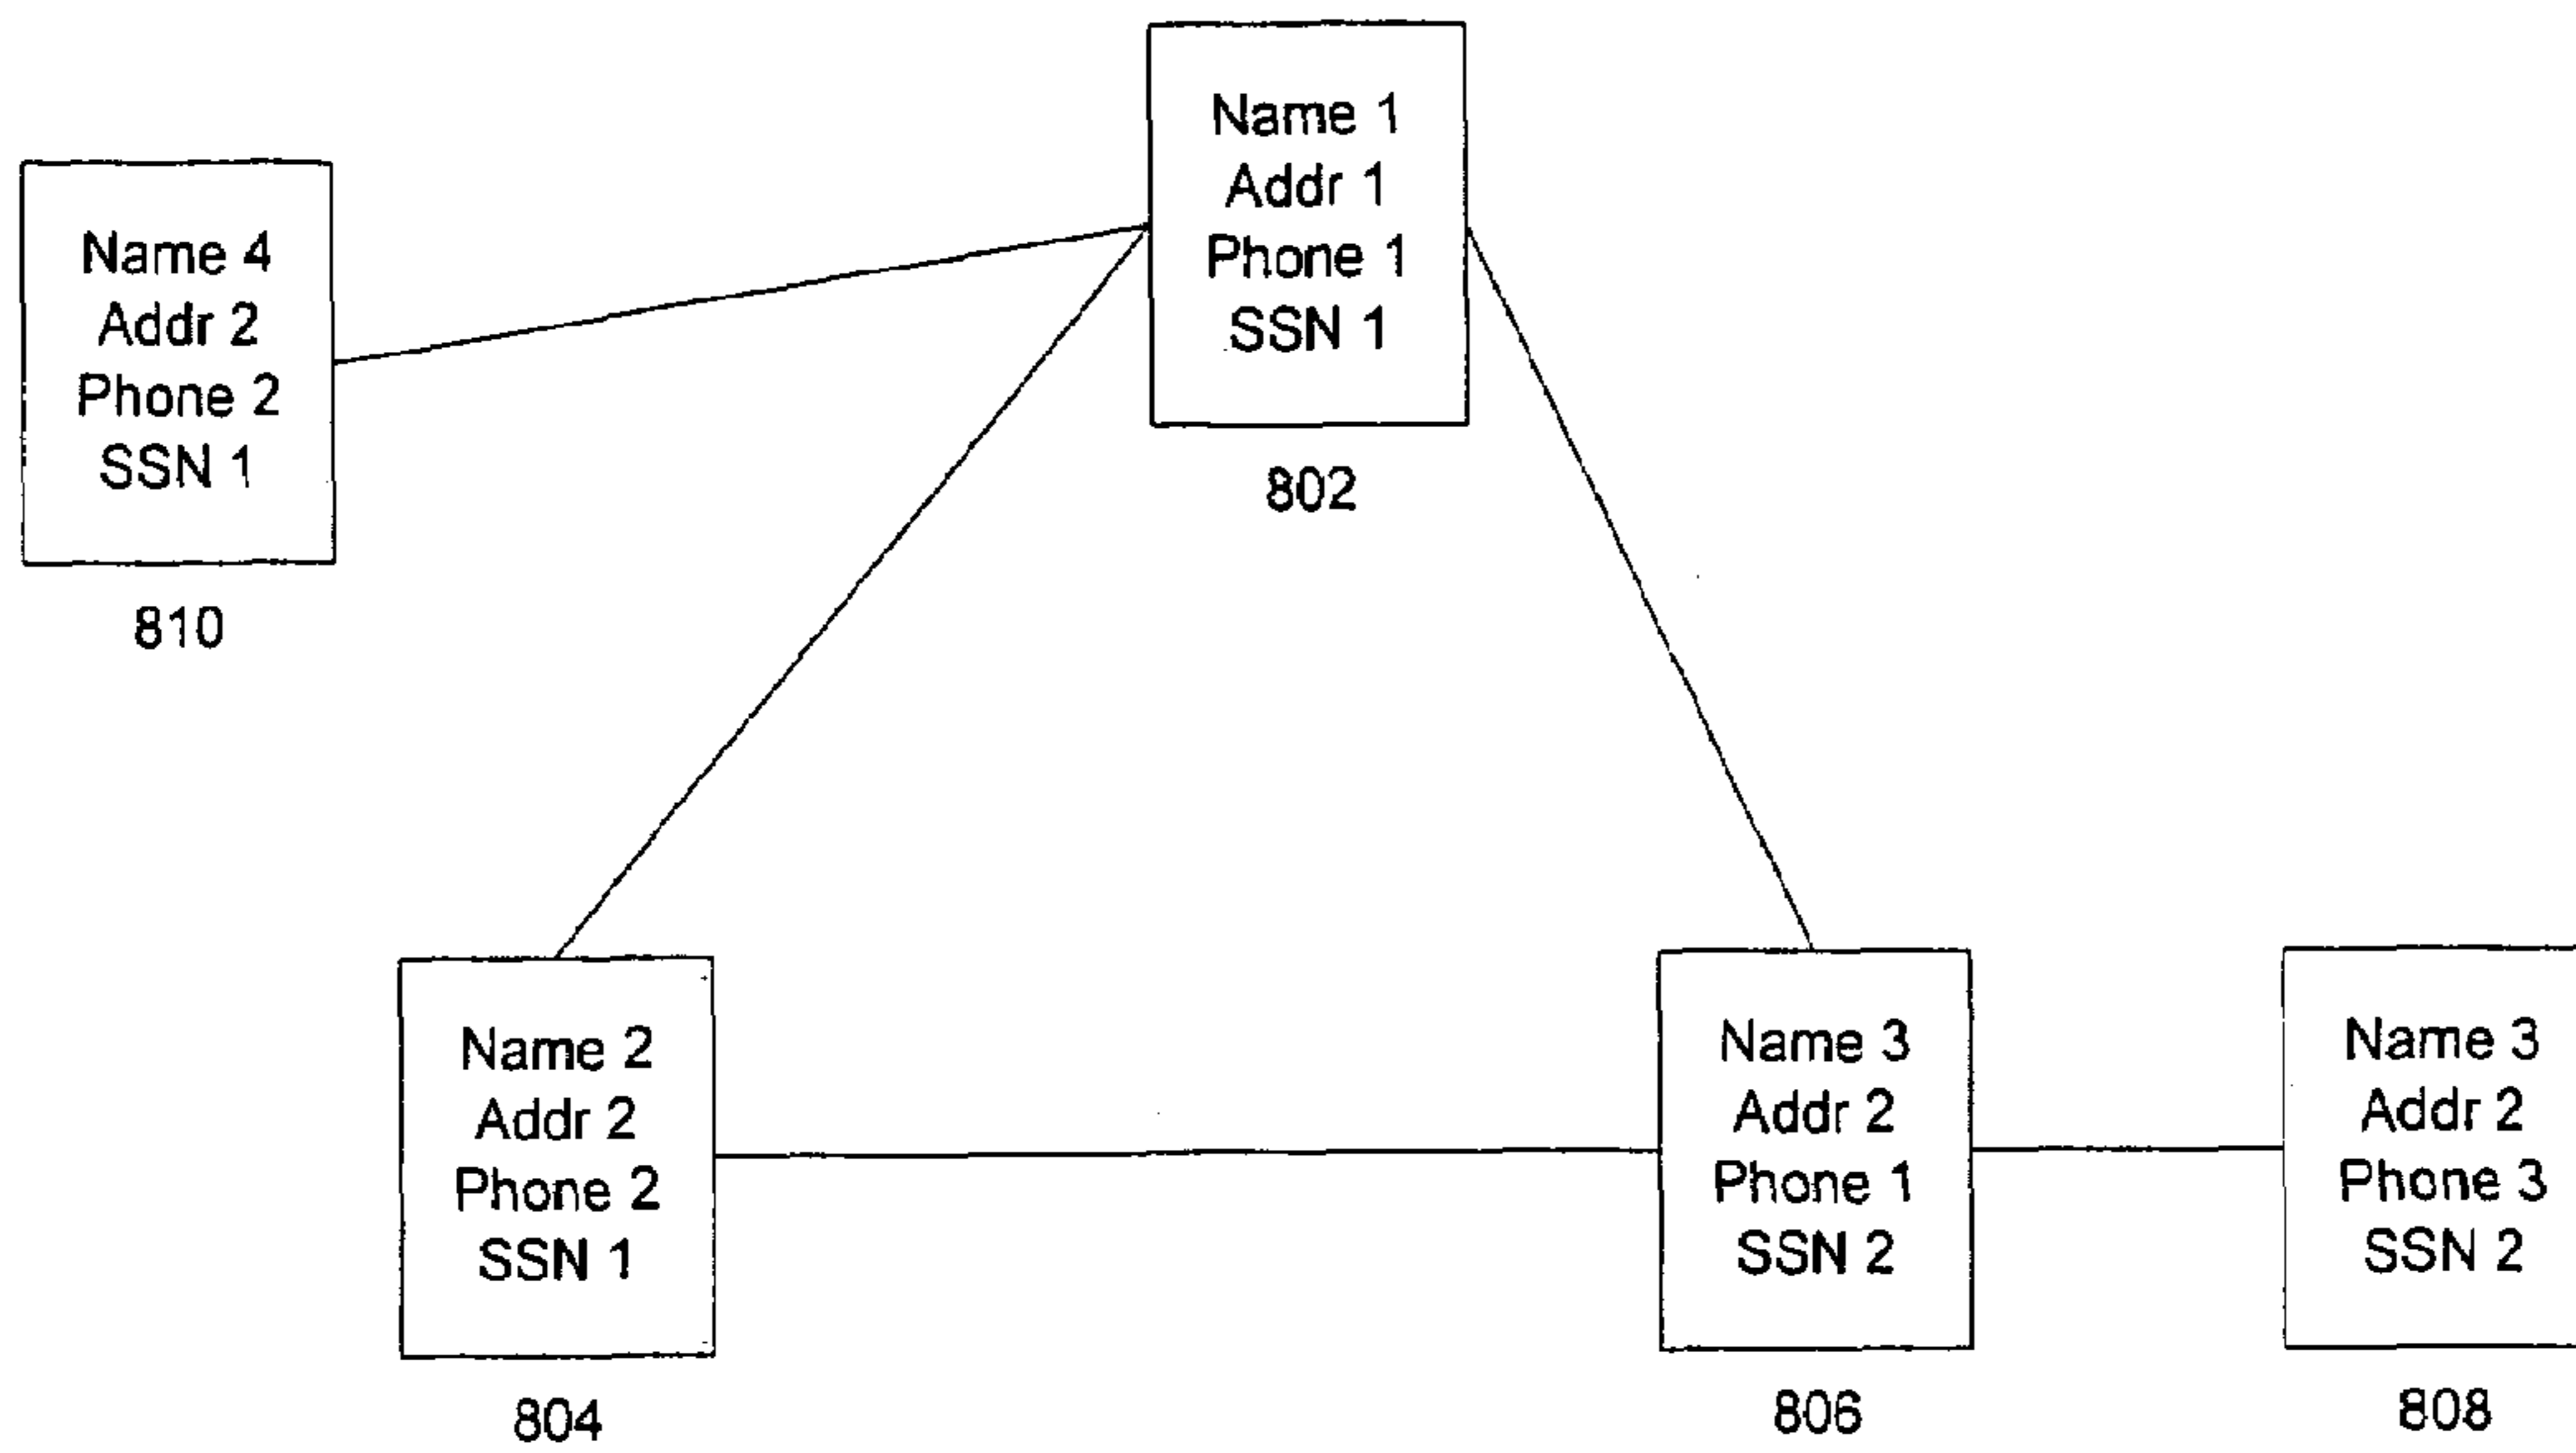 Name 1
Addr 1
Phone 1
SSN 1
802
Name 4
Addr 2
Phone 2
SSN 1
810
Name 2
Addr 2
Phone 2
SSN 1
804
Name 3
Addr 2
Phone 1
SSN 2
806
Name 3
Addr 2
Phone 3
SSN 2
808